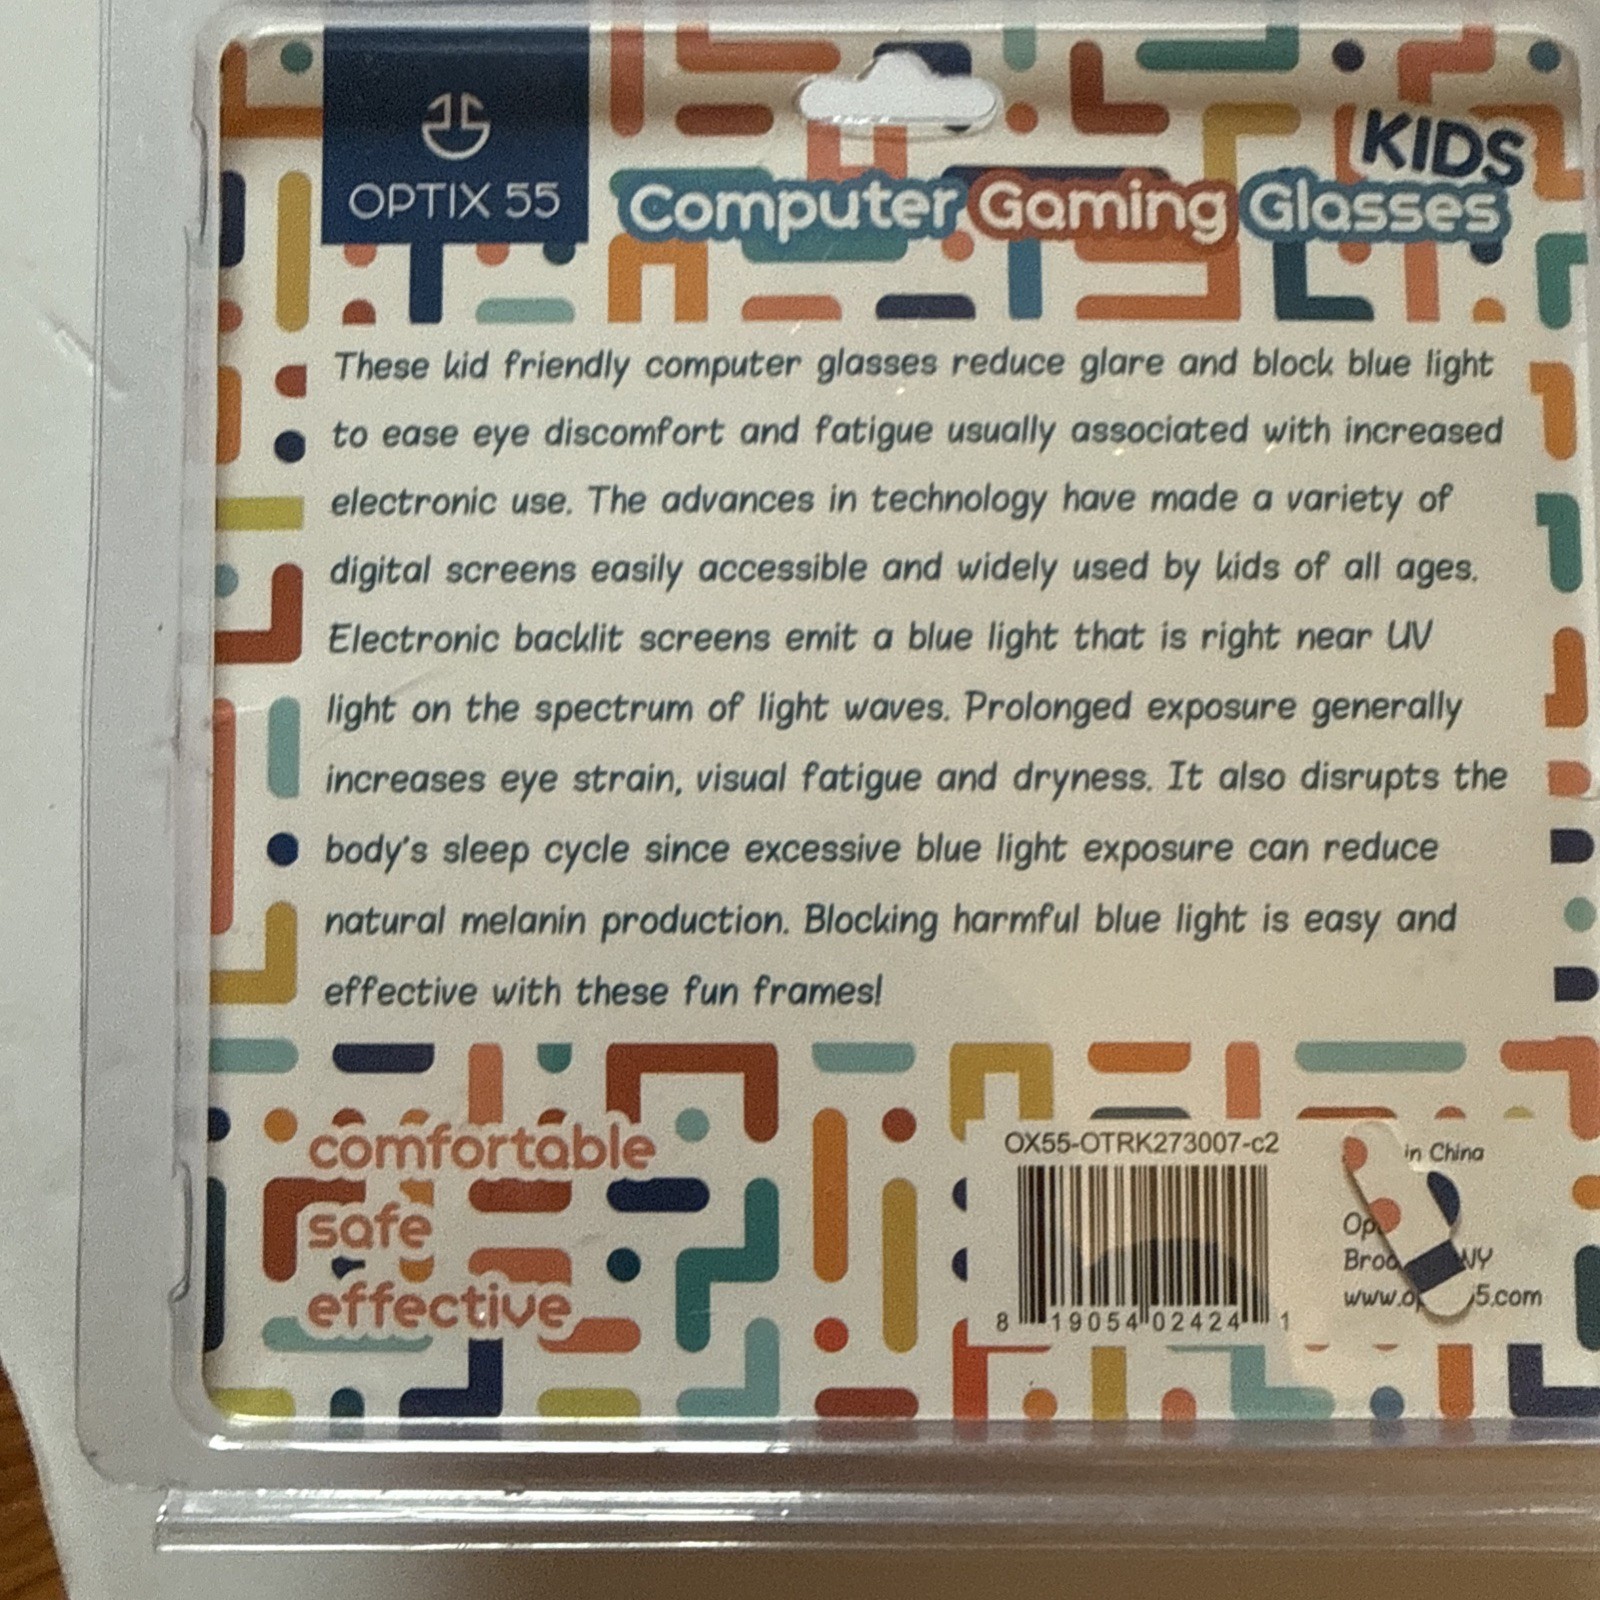 OPTIX 55
KIDS
Computer Gaming Glasses
These kid friendly computer glasses reduce glare and block blue light
to ease eye discomfort and fatigue usually associated with increased
electronic use. The advances in technology have made a variety of
digital screens easily accessible and widely used by kids of all ages.
Electronic backlit screens emit a blue light that is right near UV
light on the spectrum of light waves. Prolonged exposure generally
increases eye strain, visual fatigue and dryness. It also disrupts the
body's sleep cycle since excessive blue light exposure can reduce
natural melanin production. Blocking harmful blue light is easy and
effective with these fun frames!
comfortable
safe
effective
OX55-OTRK273007-c2
8 19054 02424 1
in China
NY